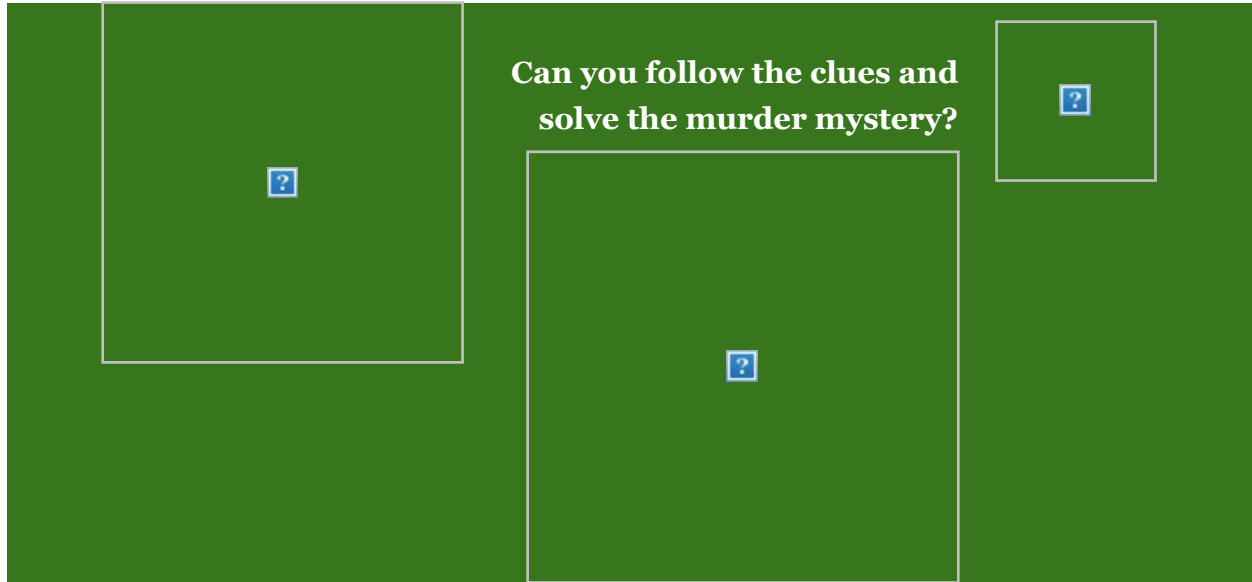 Can you follow the clues and
solve the murder mystery?